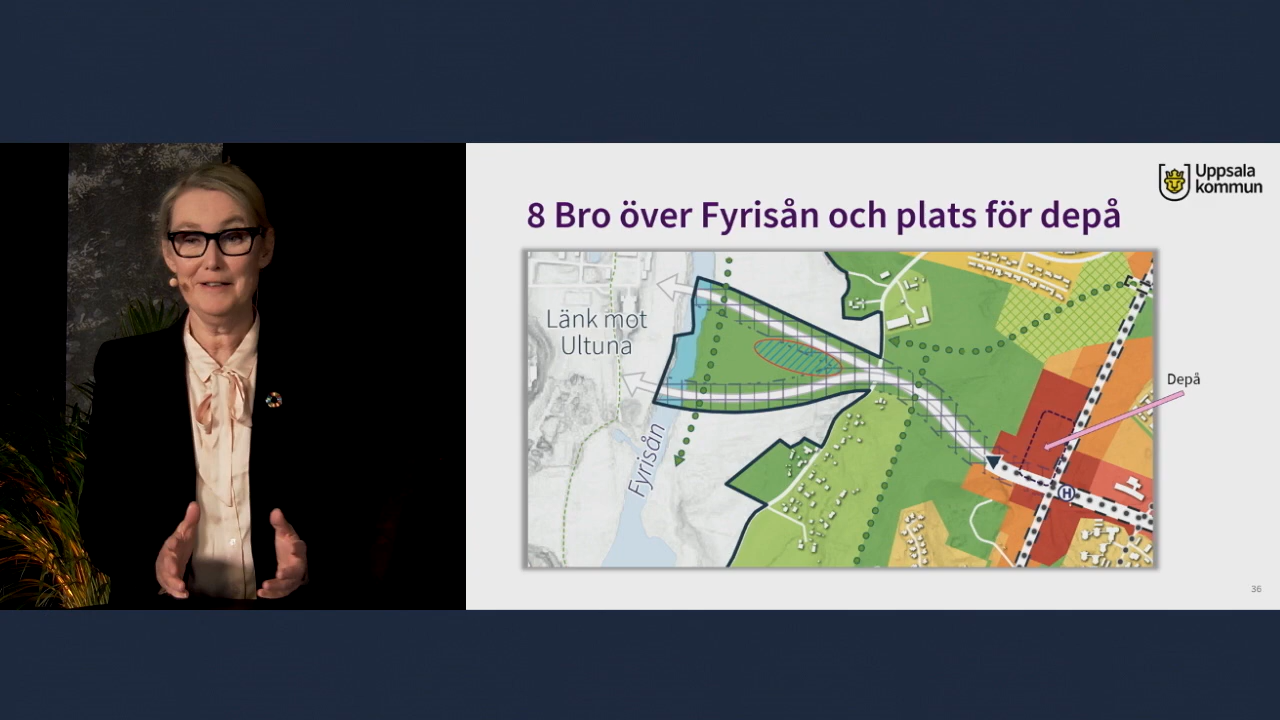 Uppsala
kommun
8 Bro över Fyrisån och plats för depå
Länk mot
Ultuna
Fyrisån
Depå
H
36